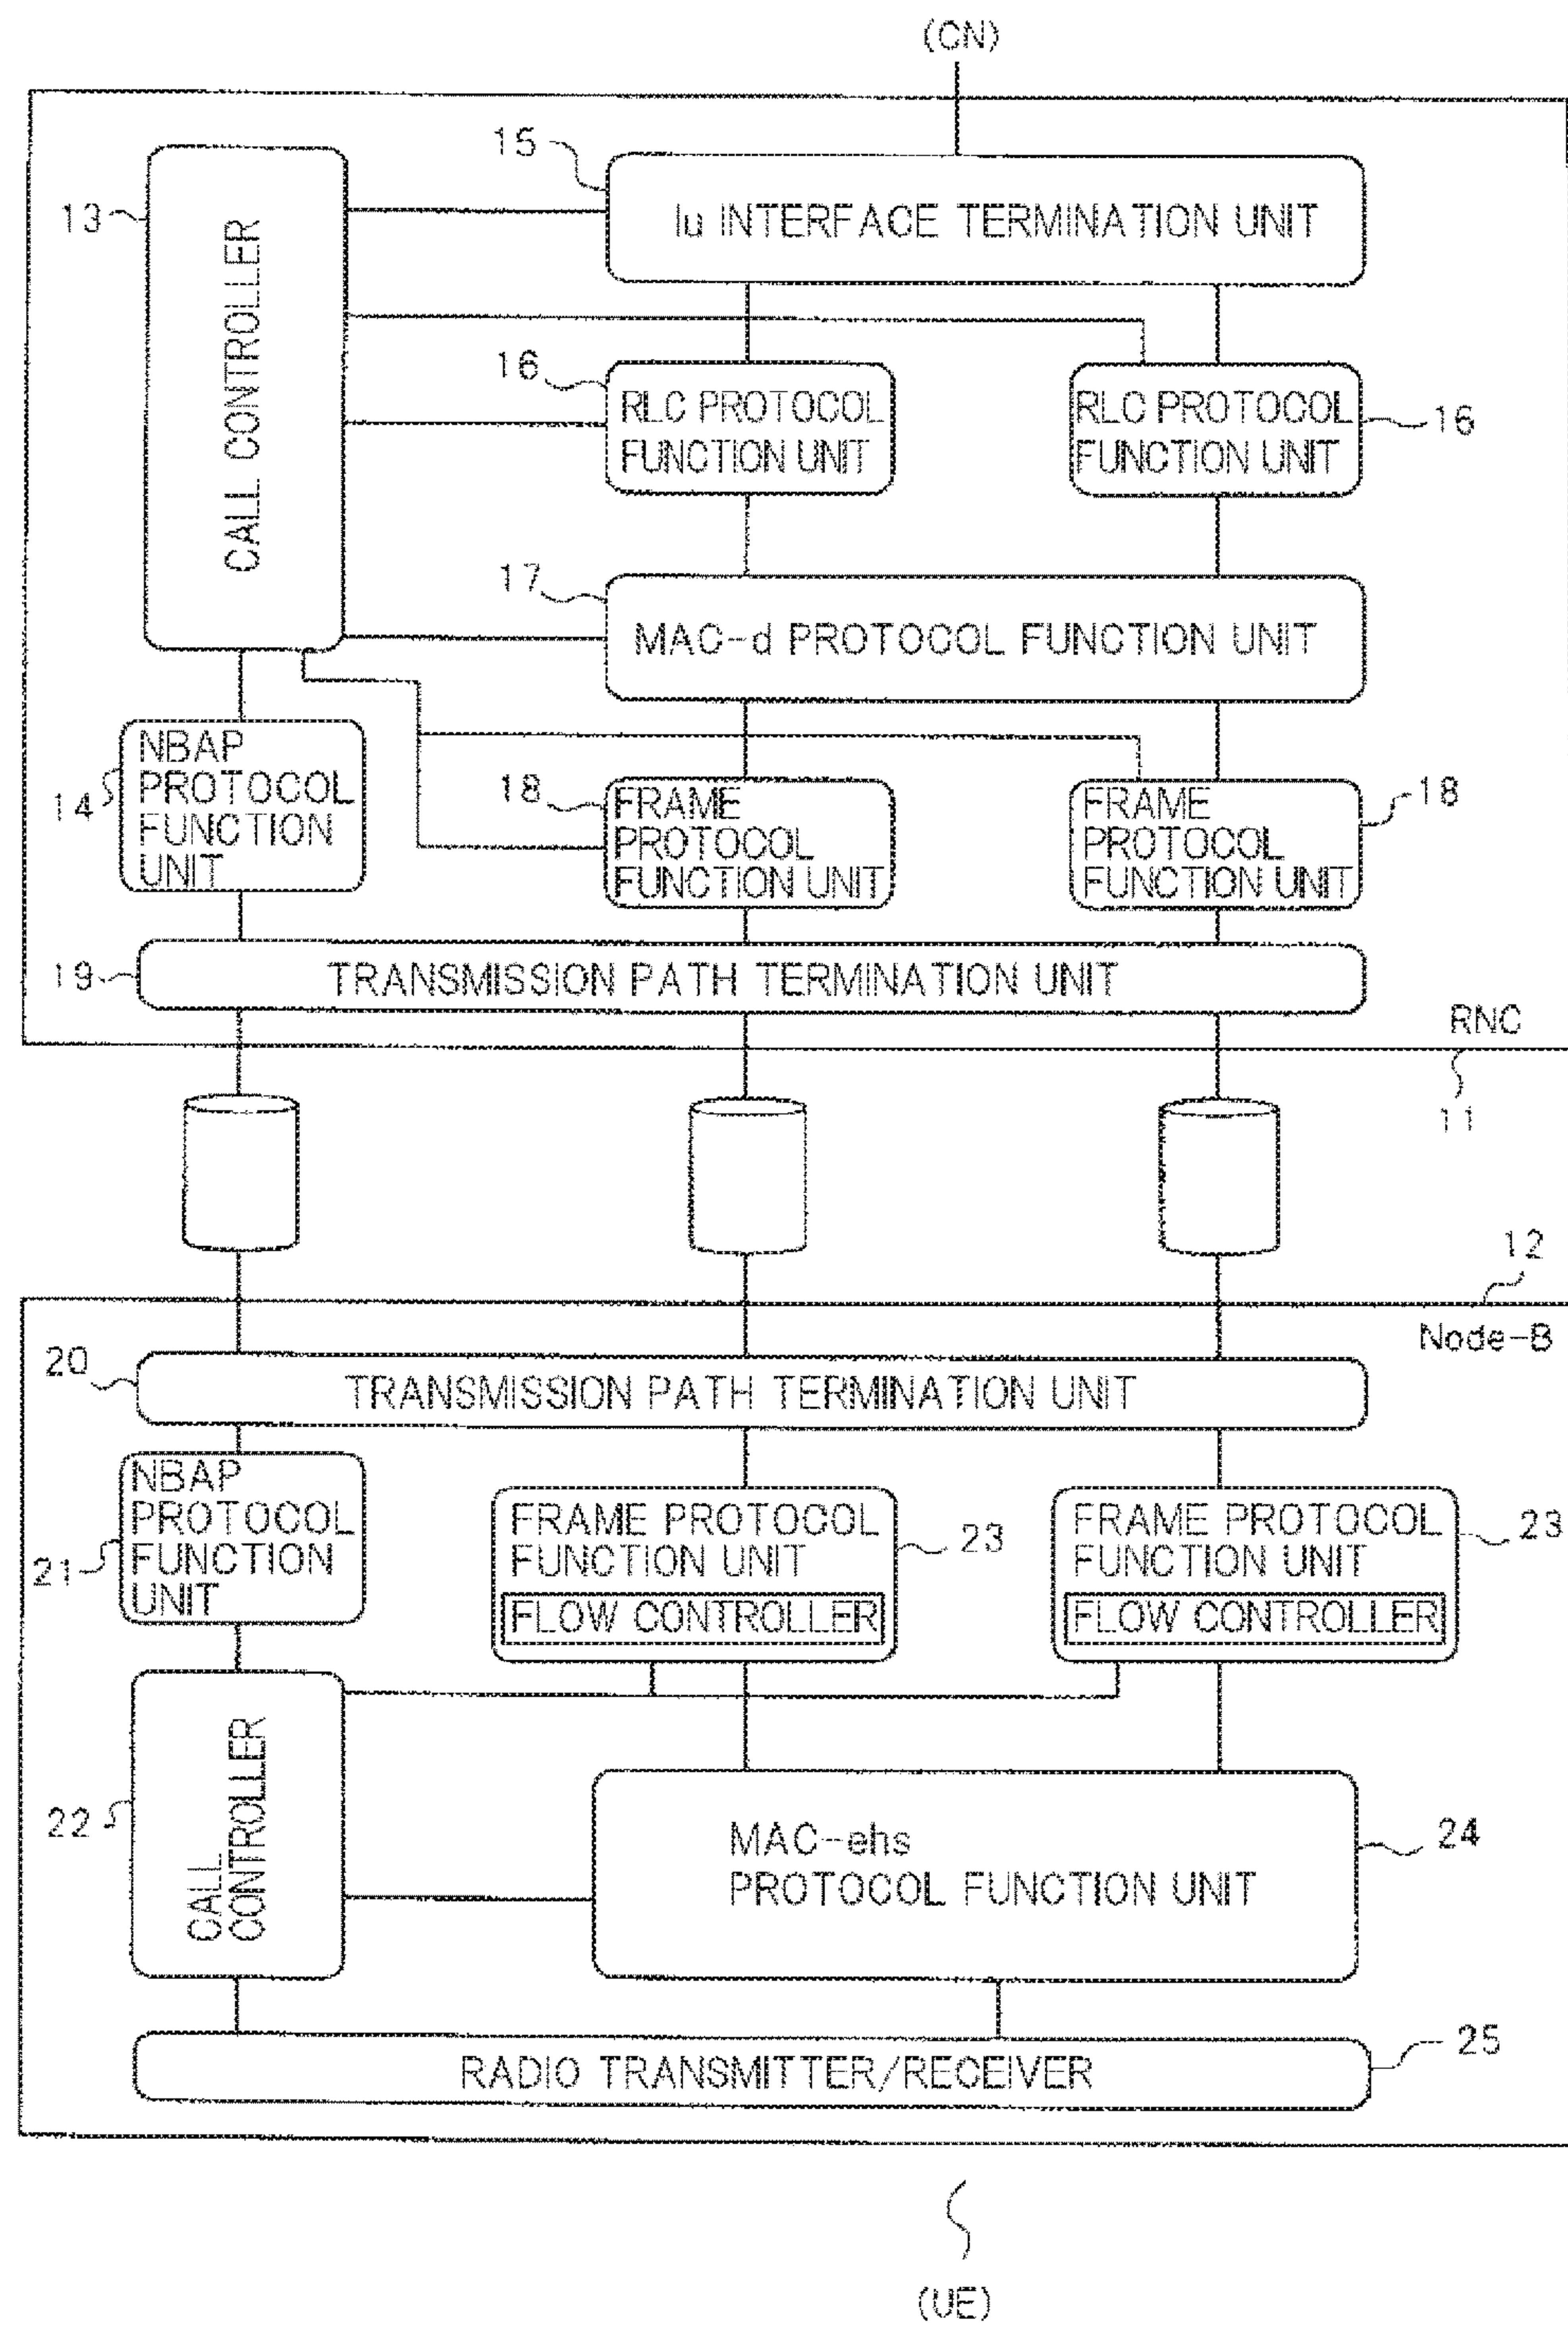 (CN)
15
13
Iu INTERFACE TERMINATION UNIT
CALL CONTROLLER
16
RLC PROTOCOL
FUNCTION UNIT
RLC PROTOCOL
FUNCTION UNIT
16
17
MAC-d PROTOCOL FUNCTION UNIT
14
NBAP
PROTOCOL
FUNCTION
UNIT
18
FRAME
PROTOCOL
FUNCTION UNIT
FRAME
PROTOCOL
FUNCTION UNIT
18
19
TRANSMISSION PATH TERMINATION UNIT
RNC
11
12
Node-B
20
TRANSMISSION PATH TERMINATION UNIT
21
NBAP
PROTOCOL
FUNCTION
UNIT
FRAME PROTOCOL
FUNCTION UNIT
FLOW CONTROLLER
23
FRAME PROTOCOL
FUNCTION UNIT
FLOW CONTROLLER
23
22
CALL
CONTROLLER
MAC-ehs
PROTOCOL FUNCTION UNIT
24
RADIO TRANSMITTER/RECEIVER
25
(UE)